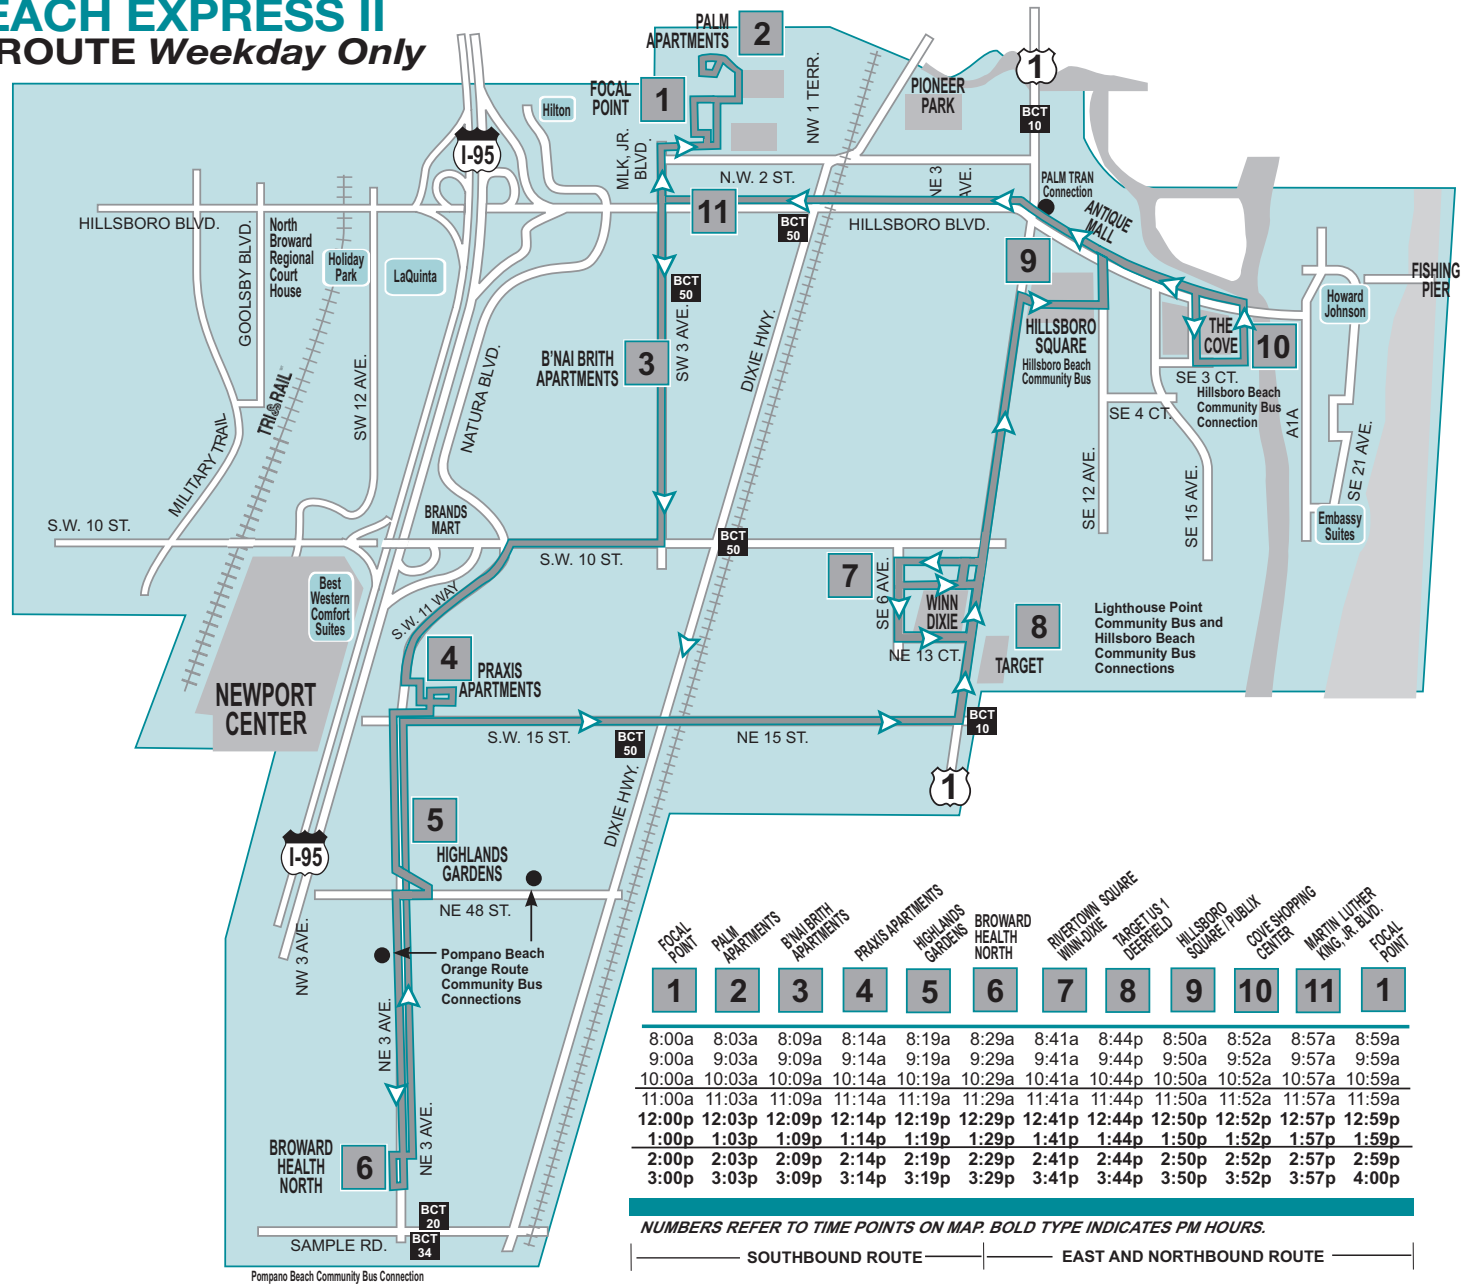 EACH EXPRESS II
ROUTE Weekday Only
PALM
APARTMENTS
2
FOCAL
POINT
1
Hilton
MLK, JR.
BLVD.
NW 1 TERR.
PIONEER
PARK
1
BCT
10
I-95
N.W. 2 ST.
NE 3
AVE.
PALM TRAN
Connection
ANTIQUE
MALL
HILLSBORO BLVD.
11
BCT
50
HILLSBORO BLVD.
GOOLSBY BLVD.
North
Broward
Regional
Court
House
Holiday
Park
LaQuinta
9
FISHING
PIER
Howard
Johnson
BCT
50
SW 3 AVE.
DIXIE HWY.
HILLSBORO
SQUARE
Hillsboro Beach
Community Bus
THE
COVE
10
SE 3 CT.
Hillsboro Beach
Community Bus
Connection
B'NAI BRITH
APARTMENTS
3
TRI-RAIL
SW 12 AVE.
NATURA BLVD.
MILITARY TRAIL
SE 4 CT.
A1A
SE 21 AVE.
SE 12 AVE.
SE 15 AVE.
Embassy
Suites
S.W. 10 ST.
BRANDS
MART
S.W. 10 ST.
BCT
50
7
SE 6 AVE.
WINN
DIXIE
NE 13 CT.
8
TARGET
Lighthouse Point
Community Bus and
Hillsboro Beach
Community Bus
Connections
Best
Western
Comfort
Suites
S.W. 11 WAY
4
PRAXIS
APARTMENTS
NEWPORT
CENTER
S.W. 15 ST.
BCT
50
NE 15 ST.
BCT
10
1
DIXIE HWY.
5
HIGHLANDS
GARDENS
I-95
NE 48 ST.
NW 3 AVE.
Pompano Beach
Orange Route
Community Bus
Connections
NE 3 AVE.
NE 3 AVE.
BROWARD
HEALTH
NORTH
6
BCT
20
BCT
34
SAMPLE RD.
Pompano Beach Community Bus Connection
FOCAL
POINT
PALM
APARTMENTS
B'NAI BRITH
APARTMENTS
PRAXIS APARTMENTS
HIGHLANDS
GARDENS
BROWARD
HEALTH
NORTH
RIVERTOWN SQUARE
WINN-DIXIE
TARGET US 1
DEERFIELD
HILLSBORO
SQUARE / PUBLIX
COVE SHOPPING
CENTER
MARTIN LUTHER
KING, JR. BLVD.
FOCAL
POINT
1 2 3 4 5 6 7 8 9 10 11 1
8:00a 8:03a 8:09a 8:14a 8:19a 8:29a 8:41a 8:44p 8:50a 8:52a 8:57a 8:59a
9:00a 9:03a 9:09a 9:14a 9:19a 9:29a 9:41a 9:44p 9:50a 9:52a 9:57a 9:59a
10:00a 10:03a 10:09a 10:14a 10:19a 10:29a 10:41a 10:44p 10:50a 10:52a 10:57a 10:59a
11:00a 11:03a 11:09a 11:14a 11:19a 11:29a 11:41a 11:44p 11:50a 11:52a 11:57a 11:59a
12:00p 12:03p 12:09p 12:14p 12:19p 12:29p 12:41p 12:44p 12:50p 12:52p 12:57p 12:59p
1:00p 1:03p 1:09p 1:14p 1:19p 1:29p 1:41p 1:44p 1:50p 1:52p 1:57p 1:59p
2:00p 2:03p 2:09p 2:14p 2:19p 2:29p 2:41p 2:44p 2:50p 2:52p 2:57p 2:59p
3:00p 3:03p 3:09p 3:14p 3:19p 3:29p 3:41p 3:44p 3:50p 3:52p 3:57p 4:00p
NUMBERS REFER TO TIME POINTS ON MAP. BOLD TYPE INDICATES PM HOURS.
SOUTHBOUND ROUTE
EAST AND NORTHBOUND ROUTE